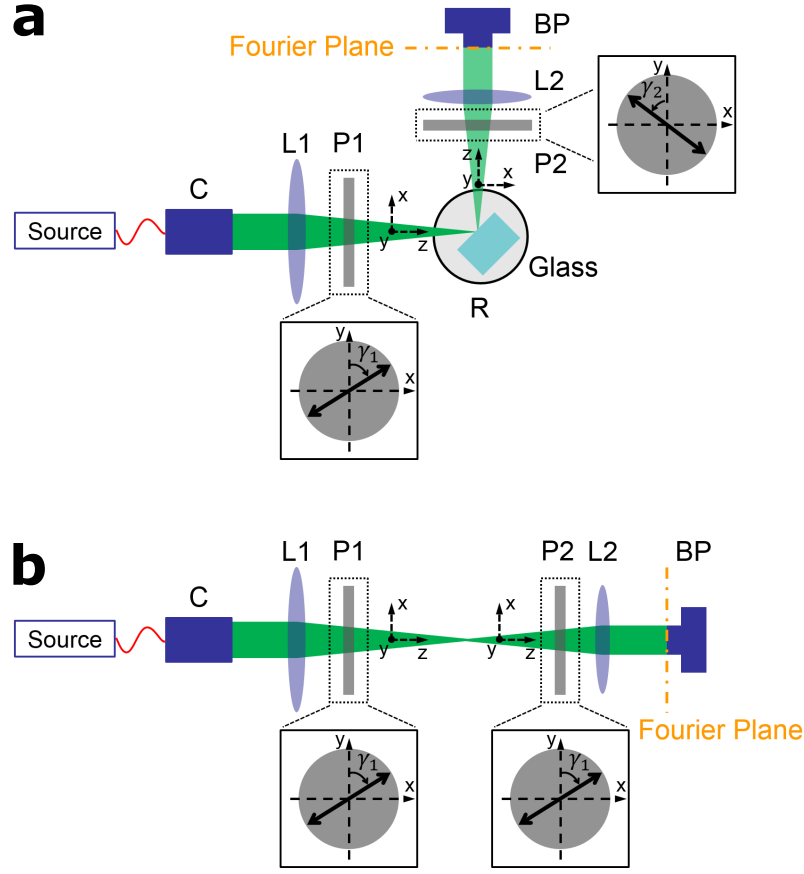 a
BP
Fourier Plane
L2
y
γ2
x
L1
P1
z
P2
C
x
y
x
Source
y
z
Glass
R
y
γ1
x
b
L1
P1
P2
L2
BP
C
x
x
Source
y
z
y
z
Fourier Plane
y
γ1
x
y
γ1
x